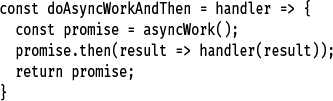 const doAsyncWorkAndThen = handler => {
  const promise = asyncWork();
  promise.then(result => handler(result));
  return promise;
}